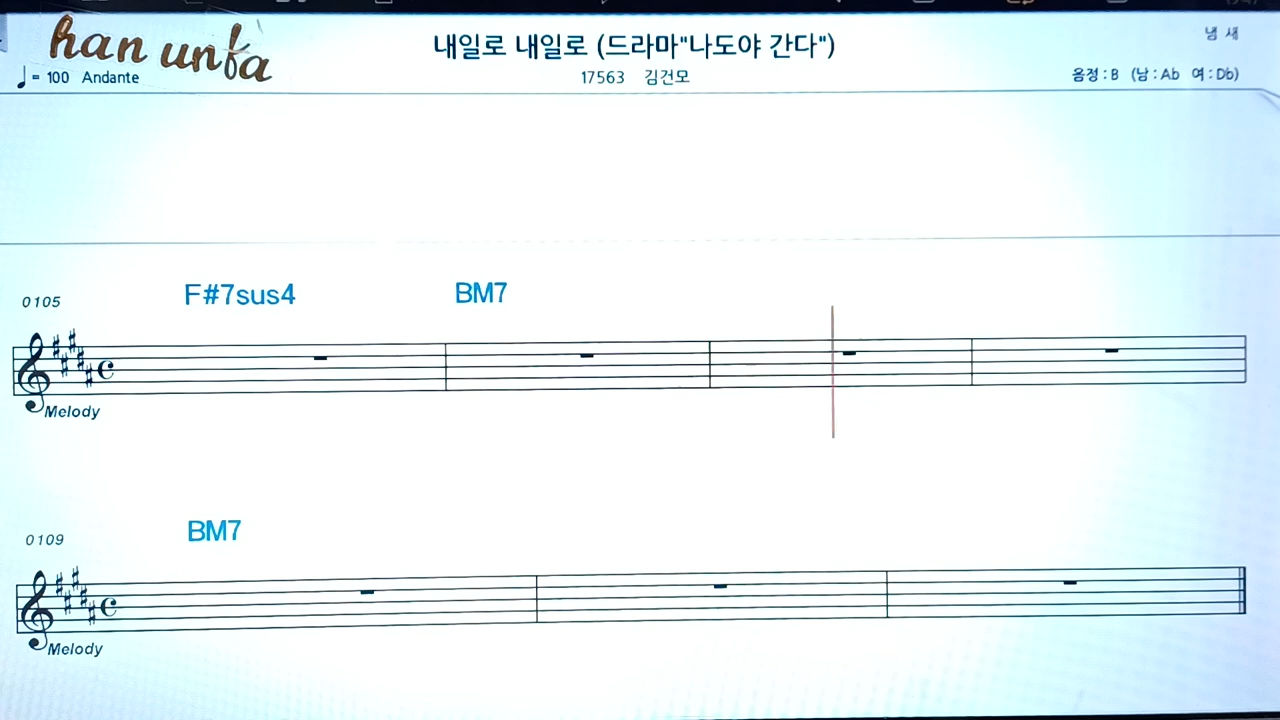 han unfa
내일로 내일로 (드라마"나도야 간다")
냄 새
♩= 100 Andante
17563 김건모
음정 : B (남 : Ab 여 : Db)
0105 F#7sus4 BM7
Melody
0109 BM7
Melody